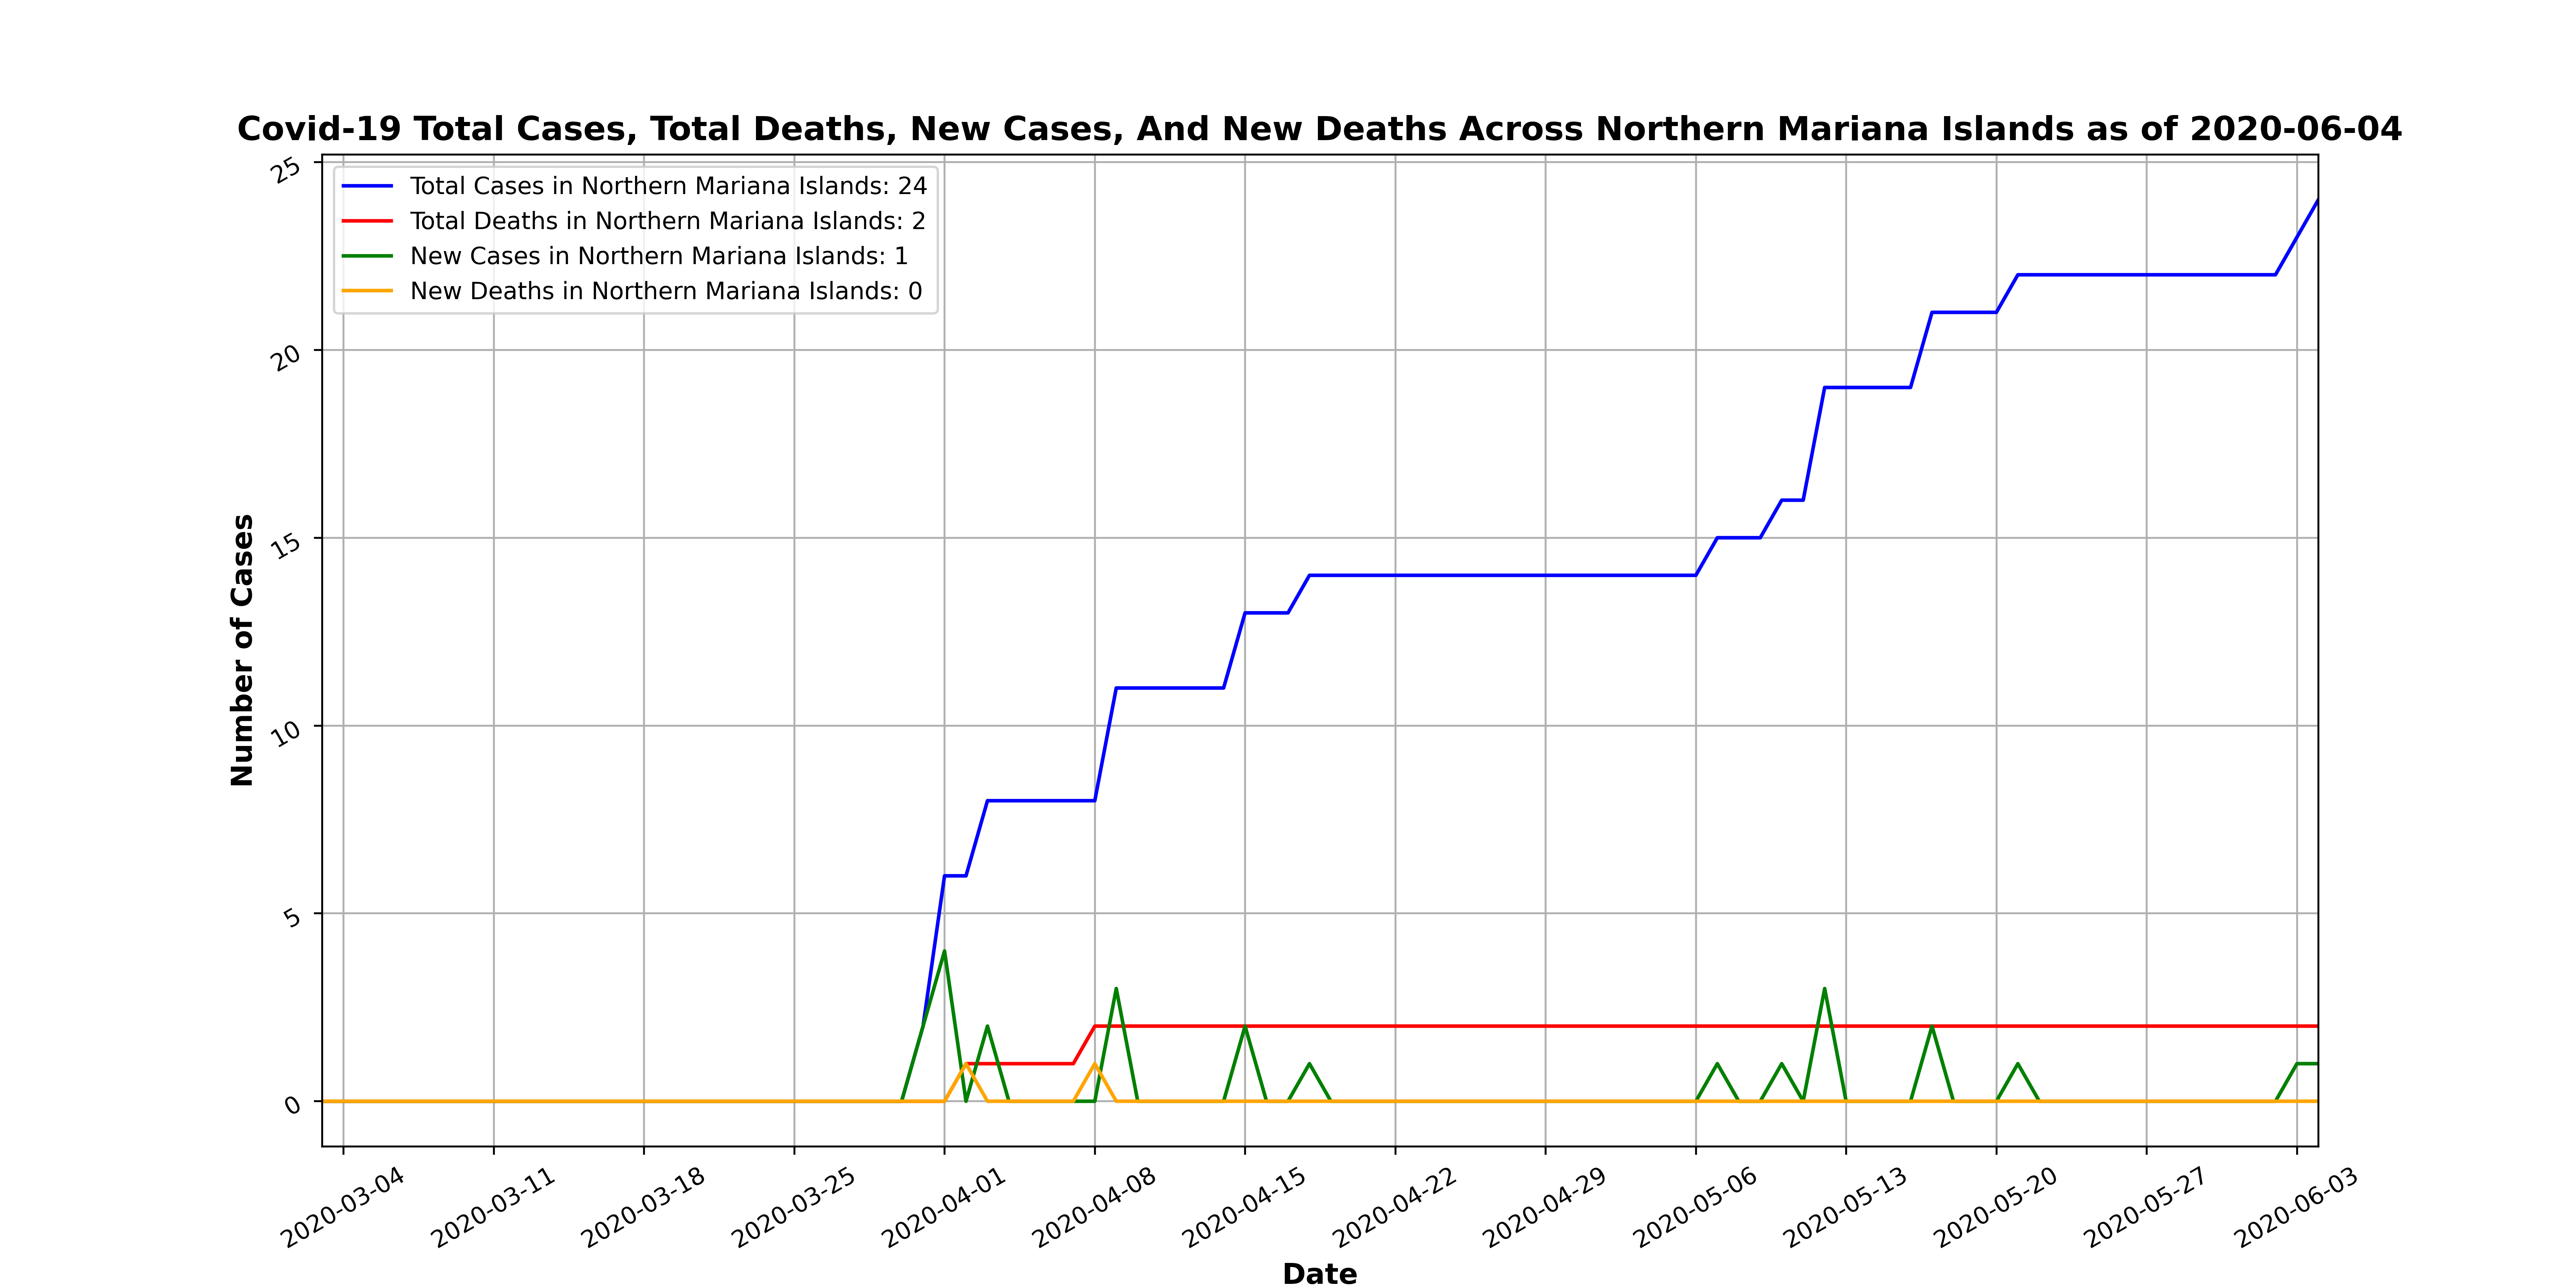 Covid-19 Total Cases, Total Deaths, New Cases, And New Deaths Across Northern Mariana Islands as of 2020-06-04
Total Cases in Northern Mariana Islands: 24
Total Deaths in Northern Mariana Islands: 2
New Cases in Northern Mariana Islands: 1
New Deaths in Northern Mariana Islands: 0
Number of Cases
25
20
15
10
5
0
2020-03-04
2020-03-11
2020-03-18
2020-03-25
2020-04-01
2020-04-08
2020-04-15
2020-04-22
2020-04-29
2020-05-06
2020-05-13
2020-05-20
2020-05-27
2020-06-03
Date